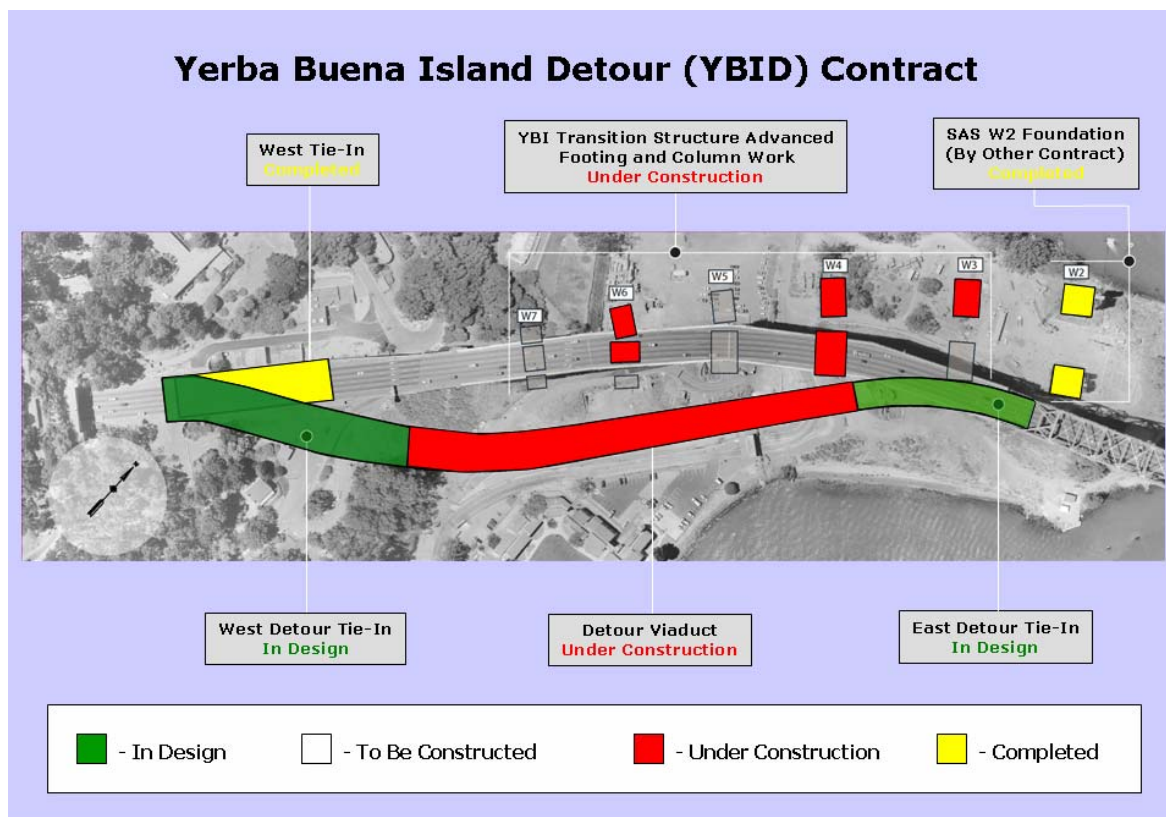 Yerba Buena Island Detour (YBID) Contract
West Tie-In
Completed
YBI Transition Structure Advanced
Footing and Column Work
Under Construction
SAS W2 Foundation
(By Other Contract)
Completed
W7
W6
W5
W4
W3
W2
West Detour Tie-In
In Design
Detour Viaduct
Under Construction
East Detour Tie-In
In Design
- In Design
- To Be Constructed
- Under Construction
- Completed